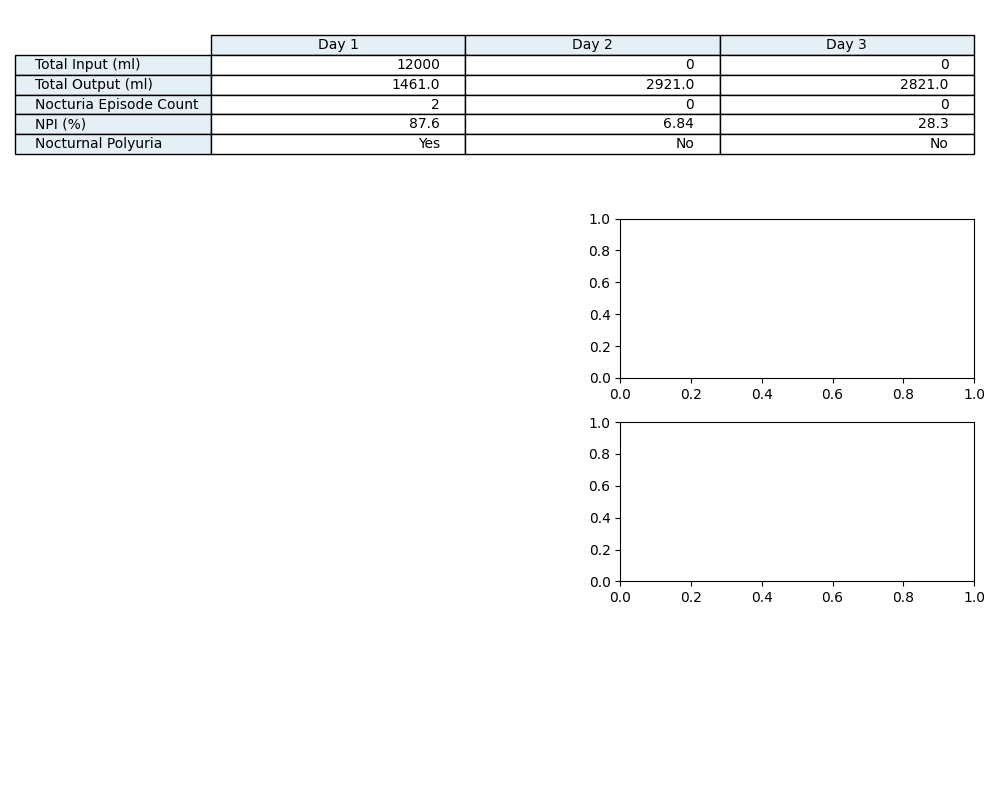 Day 1 Day 2 Day 3
Total Input (ml) 12000 0 0
Total Output (ml) 1461.0 2921.0 2821.0
Nocturia Episode Count 2 0 0
NPI (%) 87.6 6.84 28.3
Nocturnal Polyuria Yes No No
1.0
0.8
0.6
0.4
0.2
0.0
0.0 0.2 0.4 0.6 0.8 1.0
1.0
0.8
0.6
0.4
0.2
0.0
0.0 0.2 0.4 0.6 0.8 1.0